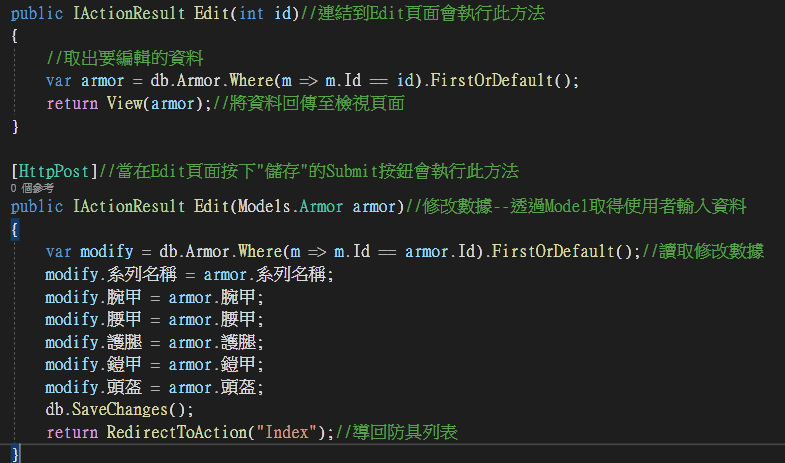 public IActionResult Edit(int id)//連結到Edit頁面會執行此方法
{
//取出要編輯的資料
var armor = db.Armor.Where(m => m.Id == id).FirstOrDefault();
return View(armor);//將資料回傳至檢視頁面
}
[HttpPost]//當在Edit頁面按下"儲存"的Submit按鈕會執行此方法
0 個參考
public IActionResult Edit(Models.Armor armor)//修改數據--透過Model取得使用者輸入資料
{
var modify = db.Armor.Where(m => m.Id == armor.Id).FirstOrDefault();//讀取修改數據
modify.系列名稱 = armor.系列名稱;
modify.腕甲 = armor.腕甲;
modify.腰甲 = armor.腰甲;
modify.護腿 = armor.護腿;
modify.鎧甲 = armor.鎧甲;
modify.頭盔 = armor.頭盔;
db.SaveChanges();
return RedirectToAction("Index");//導回防具列表
}